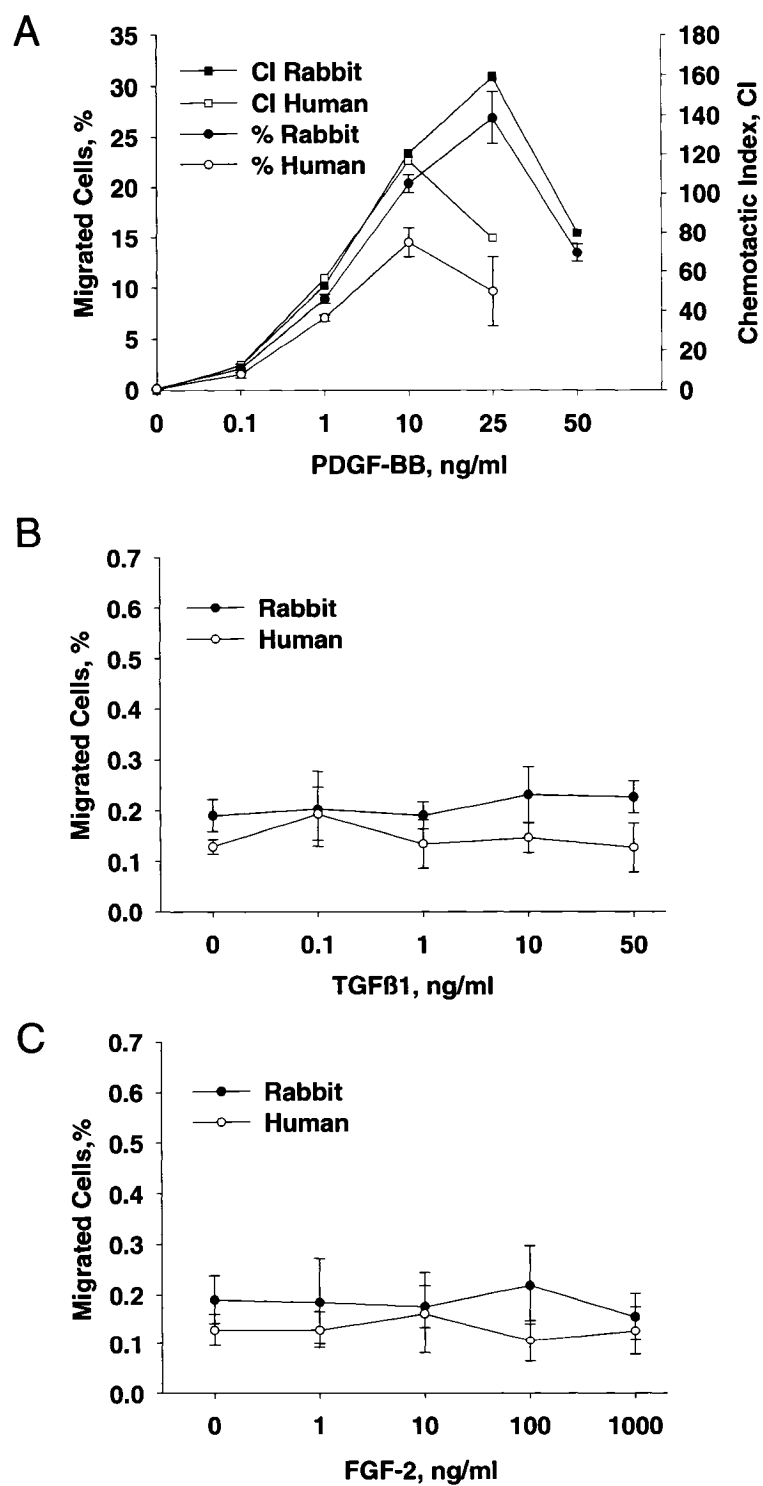 A
35
30
25
20
15
10
5
0
Migrated Cells, %
CI Rabbit
CI Human
% Rabbit
% Human
180
160
140
120
100
80
60
40
20
0
Chemotactic Index, CI
0 0.1 1 10 25 50
PDGF-BB, ng/ml
B
0.7
0.6
0.5
0.4
0.3
0.2
0.1
0.0
Migrated Cells, %
Rabbit
Human
0 0.1 1 10 50
TGFß1, ng/ml
C
0.7
0.6
0.5
0.4
0.3
0.2
0.1
0.0
Migrated Cells,%
Rabbit
Human
0 1 10 100 1000
FGF-2, ng/ml